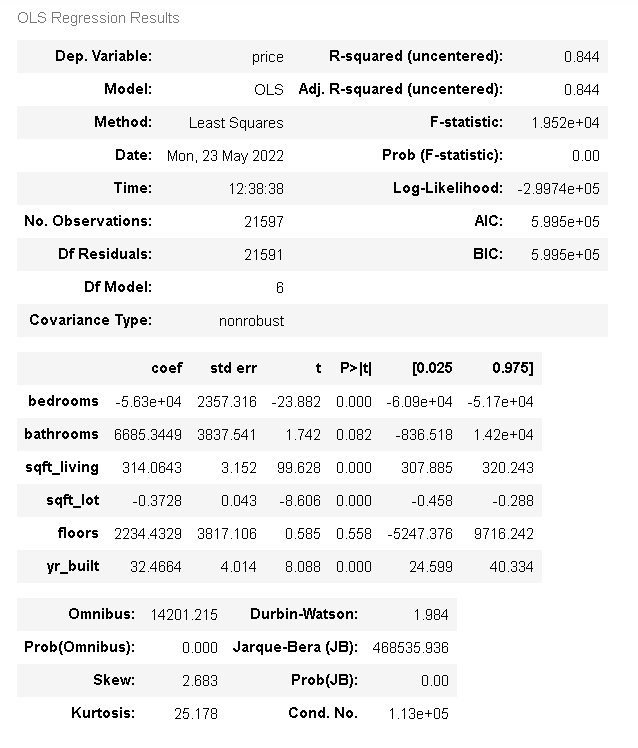 OLS Regression Results
Dep. Variable: price R-squared (uncentered): 0.844
Model: OLS Adj. R-squared (uncentered): 0.844
Method: Least Squares F-statistic: 1.952e+04
Date: Mon, 23 May 2022 Prob (F-statistic): 0.00
Time: 12:38:38 Log-Likelihood: -2.9974e+05
No. Observations: 21597 AIC: 5.995e+05
Df Residuals: 21591 BIC: 5.995e+05
Df Model: 6
Covariance Type: nonrobust
coef std err t P>|t| [0.025 0.975]
bedrooms -5.63e+04 2357.316 -23.882 0.000 -6.09e+04 -5.17e+04
bathrooms 6685.3449 3837.541 1.742 0.082 -836.518 1.42e+04
sqft_living 314.0643 3.152 99.628 0.000 307.885 320.243
sqft_lot -0.3728 0.043 -8.606 0.000 -0.458 -0.288
floors 2234.4329 3817.106 0.585 0.558 -5247.376 9716.242
yr_built 32.4664 4.014 8.088 0.000 24.599 40.334
Omnibus: 14201.215 Durbin-Watson: 1.984
Prob(Omnibus): 0.000 Jarque-Bera (JB): 468535.936
Skew: 2.683 Prob(JB): 0.00
Kurtosis: 25.178 Cond. No. 1.13e+05